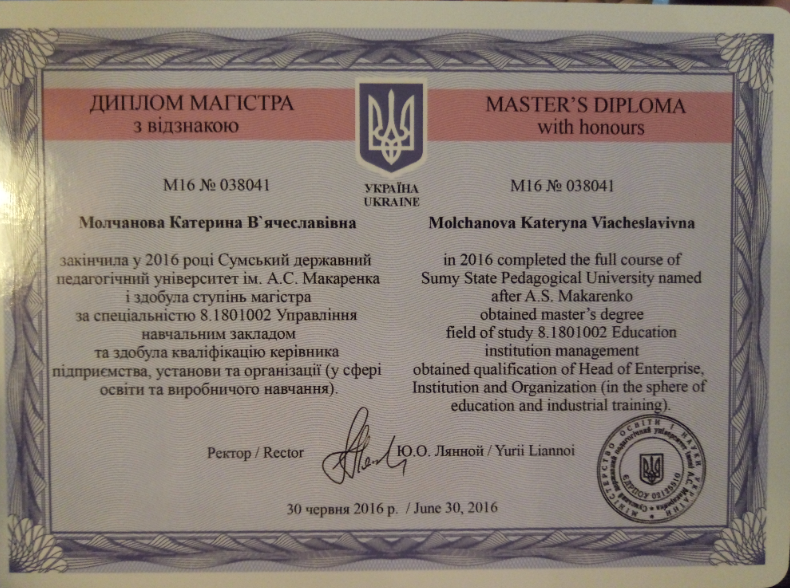 ДИПЛОМ МАГІСТРА
з відзнакою
MASTER'S DIPLOMA
with honours
УКРАЇНА
UKRAINE
М16 № 038041
Молчанова Катерина В`ячеславівна
закінчила у 2016 році Сумський державний
педагогічний університет ім. А.С. Макаренка
і здобула ступінь магістра
за спеціальністю 8.1801002 Управління
навчальним закладом
та здобула кваліфікацію керівника
підприємства, установи та організації (у сфері
освіти та виробничого навчання).
М16 № 038041
Molchanova Kateryna Viacheslavivna
in 2016 completed the full course of
Sumy State Pedagogical University named
after A.S. Makarenko
obtained master's degree
field of study 8.1801002 Education
institution management
obtained qualification of Head of Enterprise,
Institution and Organization (in the sphere of
education and industrial training).
Ректор / Rector
Ю.О. Лянной / Yurii Liannoi
30 червня 2016 р. / June 30, 2016
МІНІСТЕРСТВО ОСВІТИ І НАУКИ УКРАЇНИ